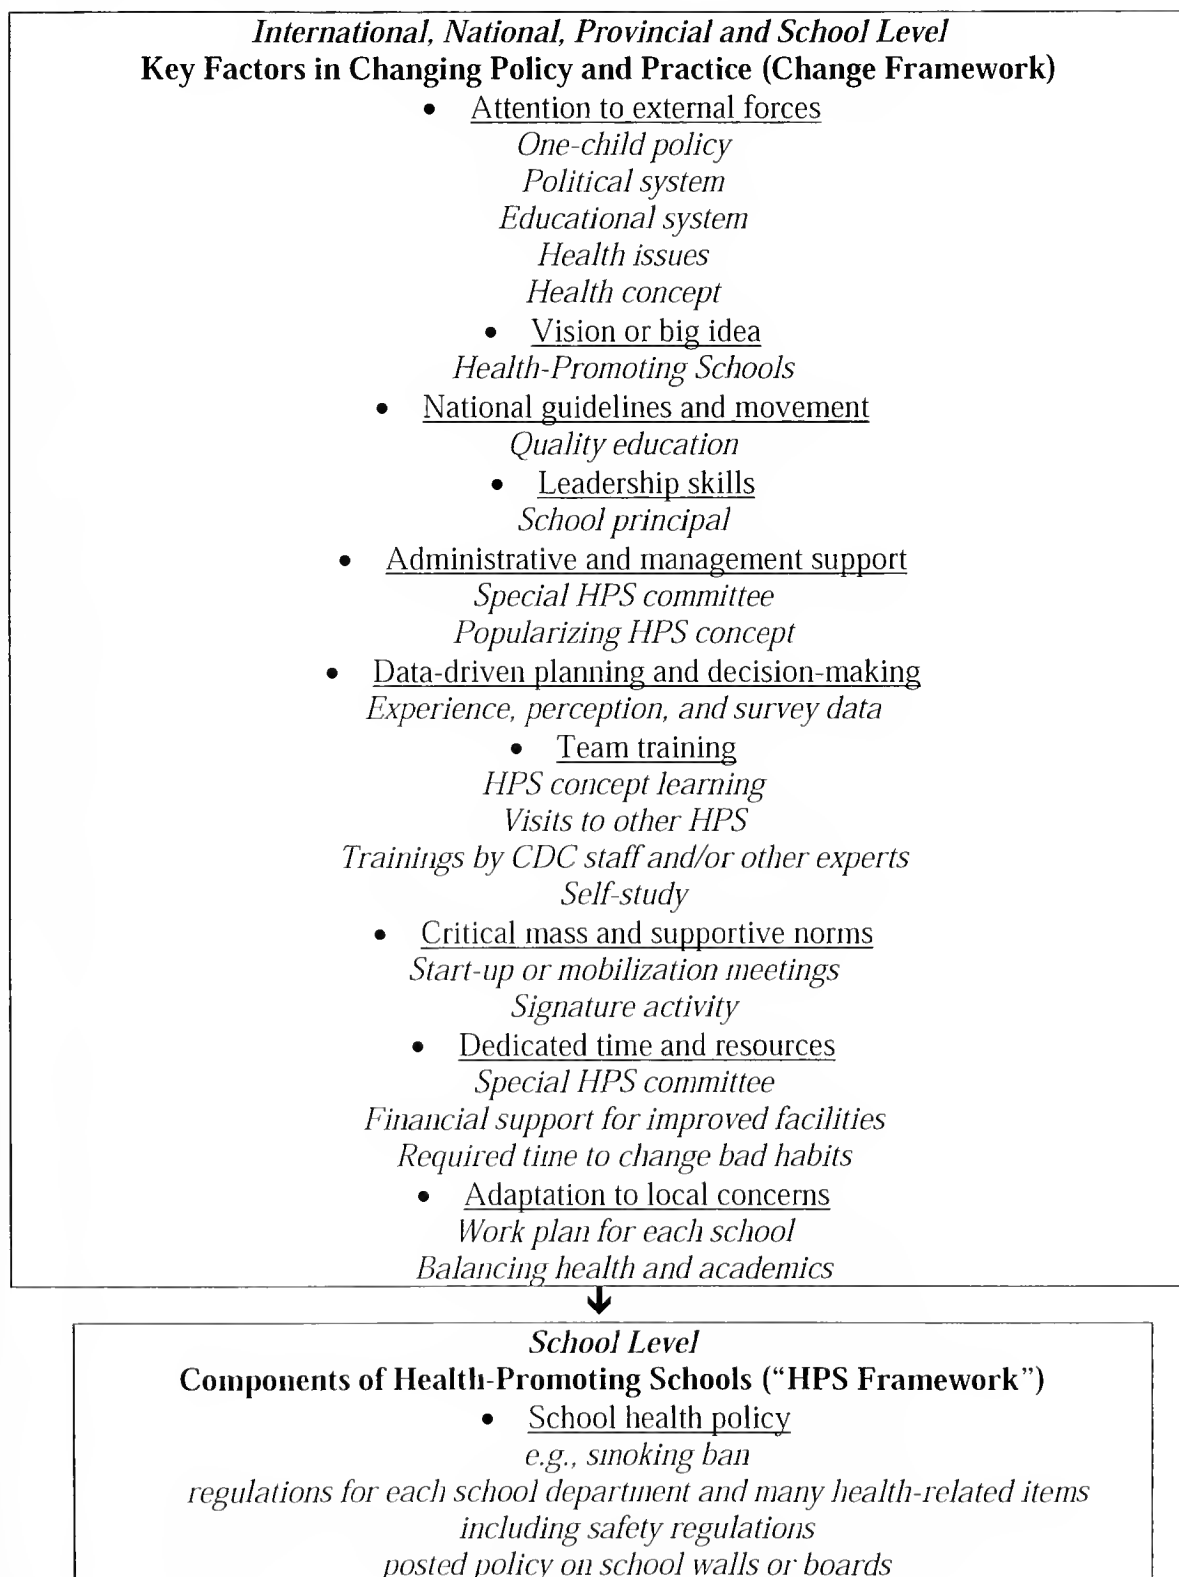 International, National, Provincial and School Level
Key Factors in Changing Policy and Practice (Change Framework)
• Attention to external forces
One-child policy
Political system
Educational system
Health issues
Health concept
• Vision or big idea
Health-Promoting Schools
• National guidelines and movement
Quality education
• Leadership skills
School principal
• Administrative and management support
Special HPS committee
Popularizing HPS concept
• Data-driven planning and decision-making
Experience, perception, and survey data
• Team training
HPS concept learning
Visits to other HPS
Trainings by CDC staff and/or other experts
Self-study
• Critical mass and supportive norms
Start-up or mobilization meetings
Signature activity
• Dedicated time and resources
Special HPS committee
Financial support for improved facilities
Required time to change bad habits
• Adaptation to local concerns
Work plan for each school
Balancing health and academics
School Level
Components of Health-Promoting Schools (“HPS Framework”)
• School health policy
e.g., smoking ban
regulations for each school department and many health-related items
including safety regulations
posted policy on school walls or boards